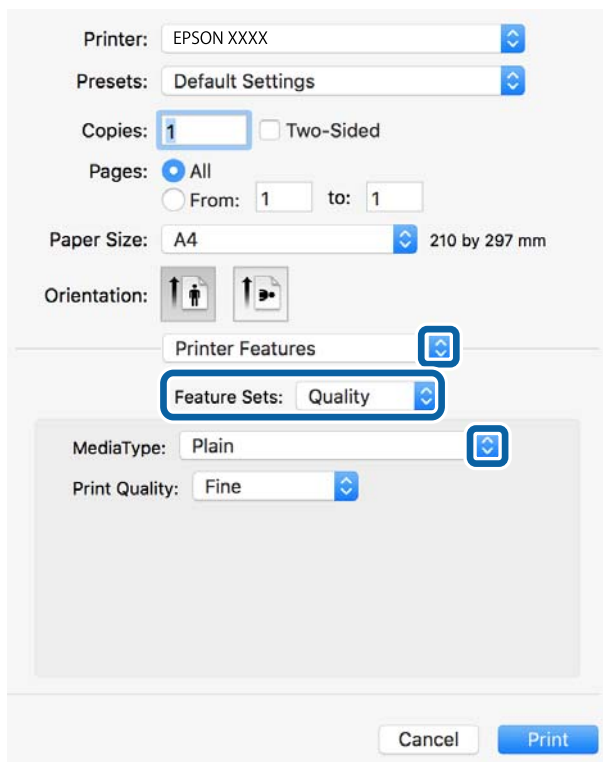 Printer: EPSON XXXX
Presets: Default Settings
Copies: 1 Two-Sided
Pages: All
From: 1 to: 1
Paper Size: A4 210 by 297 mm
Orientation:
Printer Features
Feature Sets: Quality
MediaType: Plain
Print Quality: Fine
Cancel Print